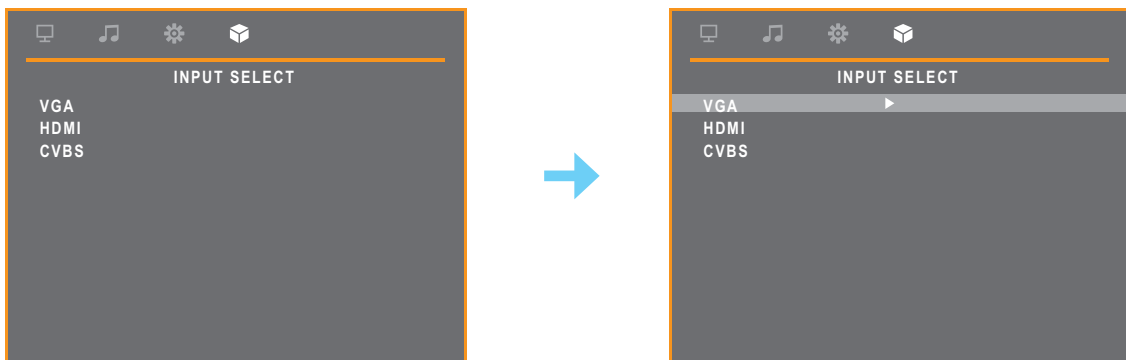 INPUT SELECT
VGA
HDMI
CVBS
INPUT SELECT
VGA
HDMI
CVBS